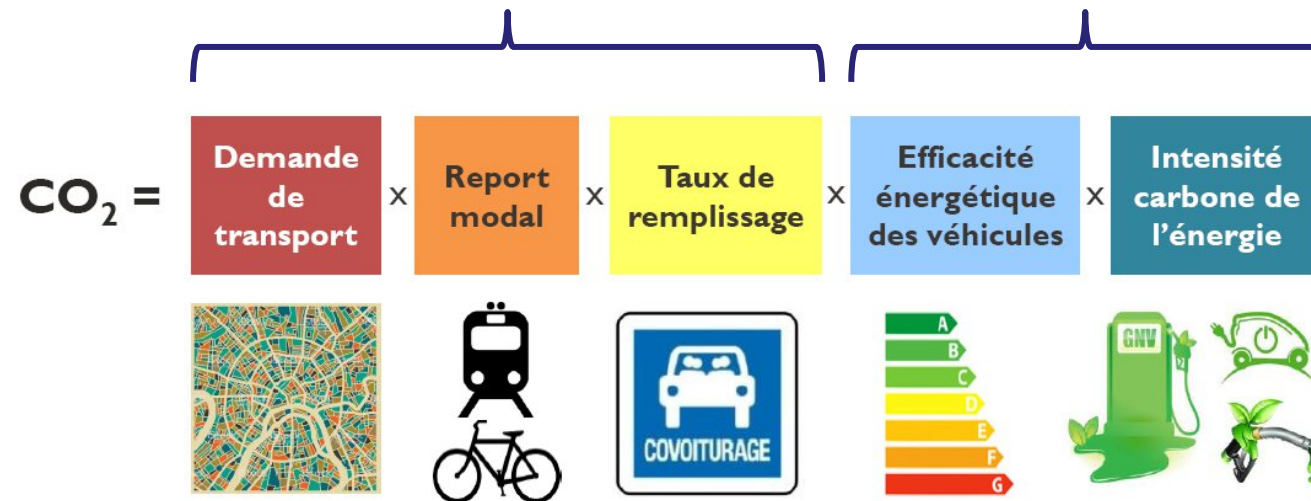 CO₂ =
Demande
de
transport
x
Report
modal
x
Taux de
remplissage
x
Efficacité
énergétique
des véhicules
x
Intensité
carbone de
l'énergie
COVOITURAGE
A
B
C
D
E
F
G
GNV